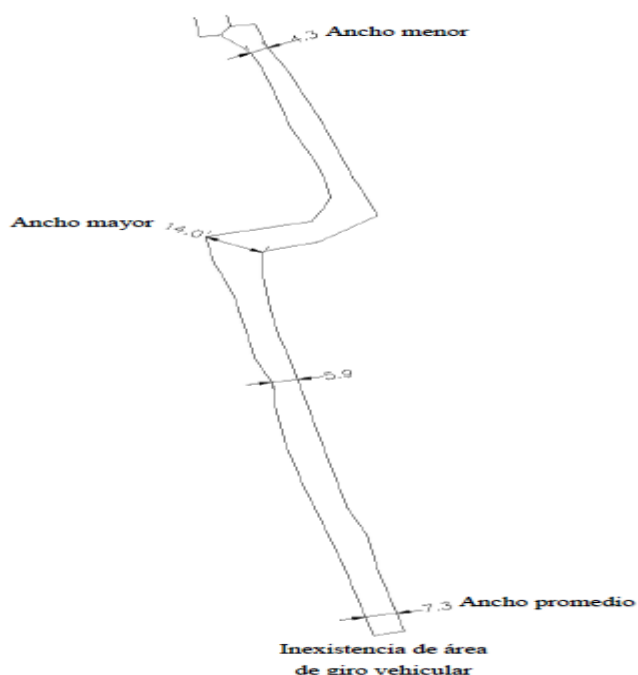 4.3 Ancho menor
Ancho mayor 14.0
5.9
7.3 Ancho promedio
Inexistencia de área
de giro vehicular